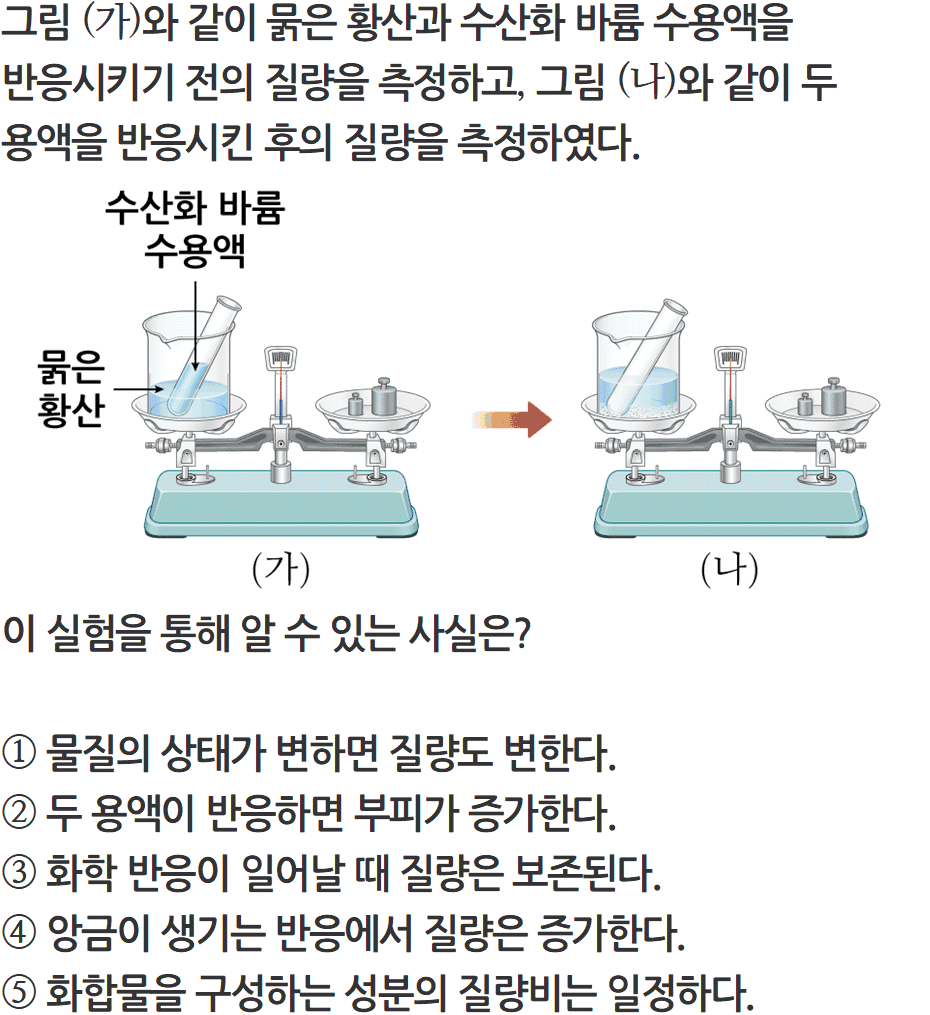 그림 (가)와 같이 묽은 황산과 수산화 바륨 수용액을
반응시키기 전의 질량을 측정하고, 그림 (나)와 같이 두
용액을 반응시킨 후의 질량을 측정하였다.
수산화 바륨
수용액
묽은
황산
(가)
(나)
이 실험을 통해 알 수 있는 사실은?
① 물질의 상태가 변하면 질량도 변한다.
② 두 용액이 반응하면 부피가 증가한다.
③ 화학 반응이 일어날 때 질량은 보존된다.
④ 앙금이 생기는 반응에서 질량은 증가한다.
⑤ 화합물을 구성하는 성분의 질량비는 일정하다.